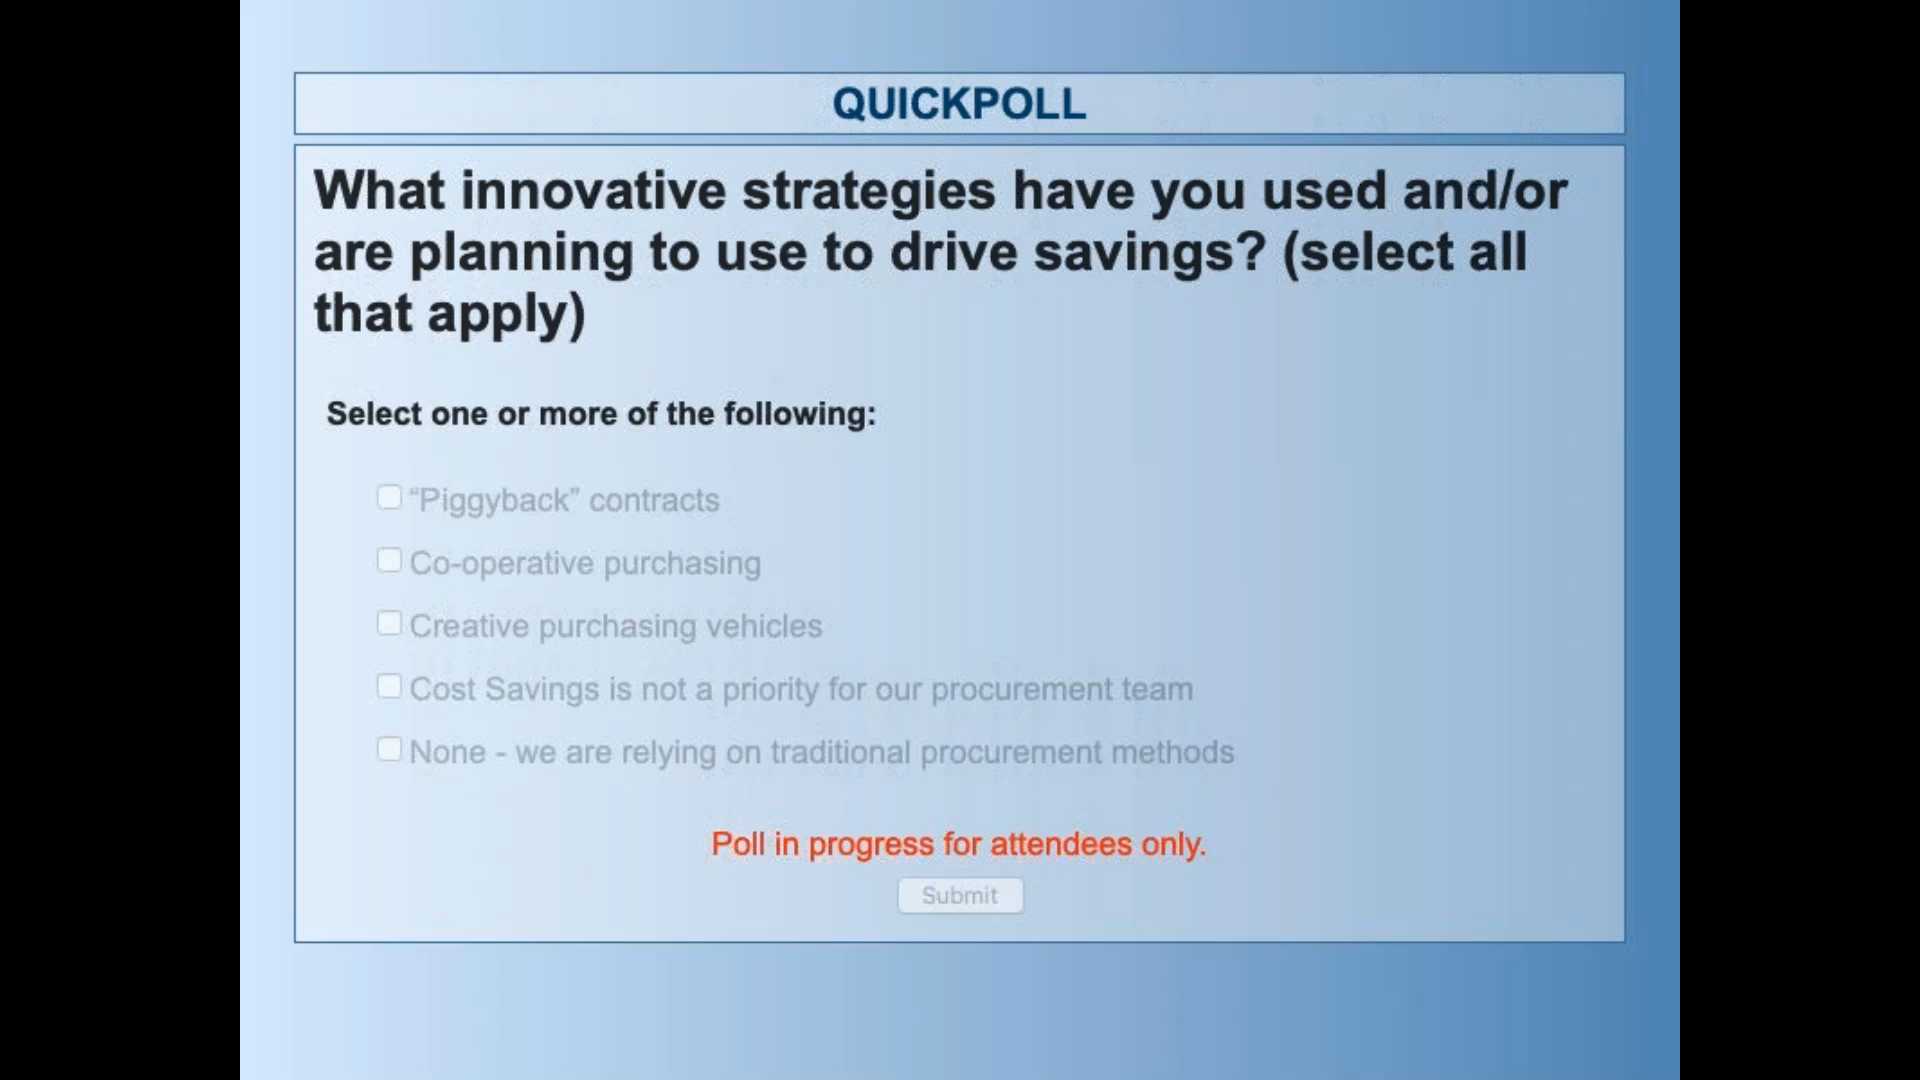 QUICKPOLL
What innovative strategies have you used and/or
are planning to use to drive savings? (select all
that apply)
Select one or more of the following:
“Piggyback” contracts
Co-operative purchasing
Creative purchasing vehicles
Cost Savings is not a priority for our procurement team
None - we are relying on traditional procurement methods
Poll in progress for attendees only.
Submit